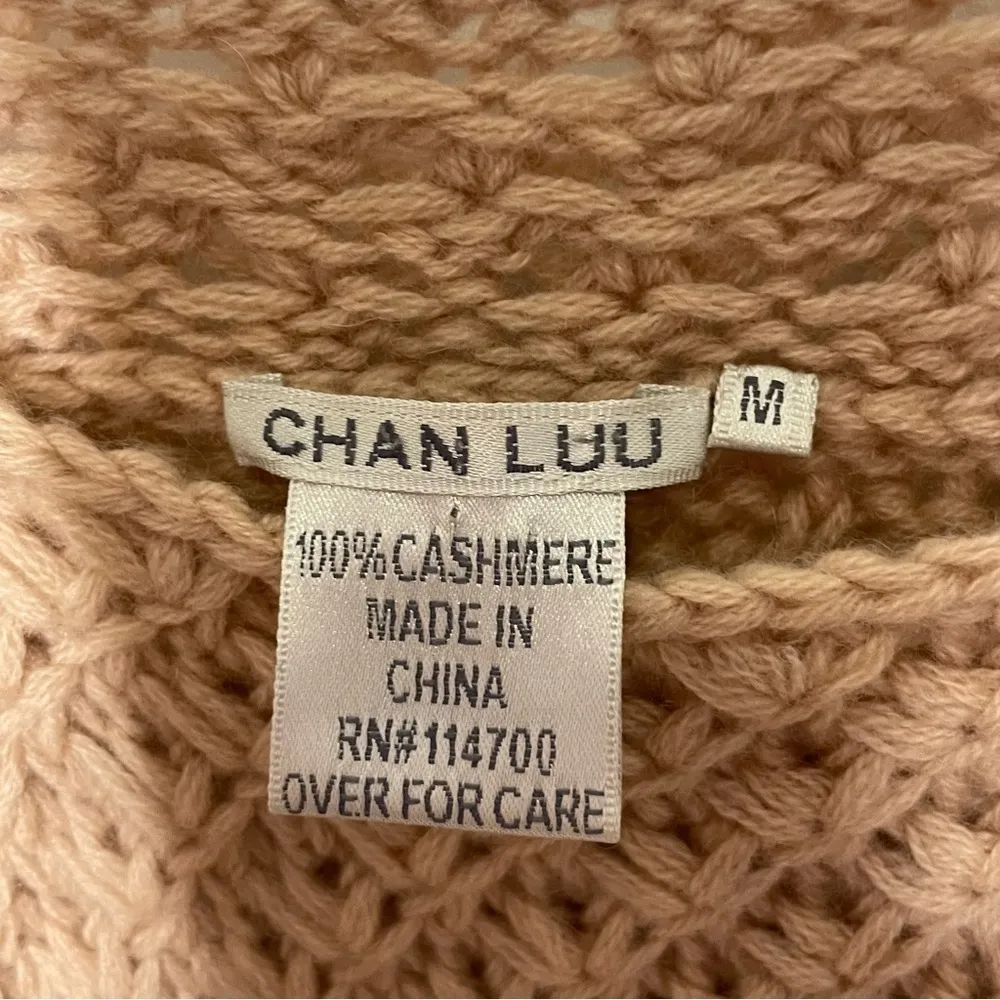 CHAN LUU
M
100% CASHMERE
MADE IN
CHINA
RN#114700
OVER FOR CARE